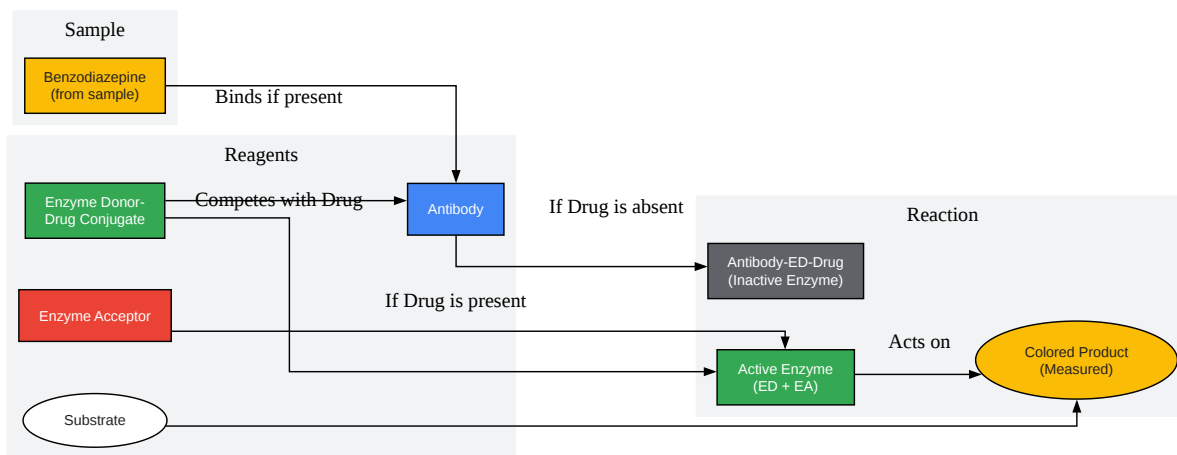 Sample
Benzodiazepine
(from sample)
Binds if present
Reagents
Enzyme Donor-
Drug Conjugate
Competes with Drug
Antibody
If Drug is absent
Reaction
Antibody-ED-Drug
(Inactive Enzyme)
Enzyme Acceptor
If Drug is present
Acts on
Colored Product
(Measured)
Active Enzyme
(ED + EA)
Substrate